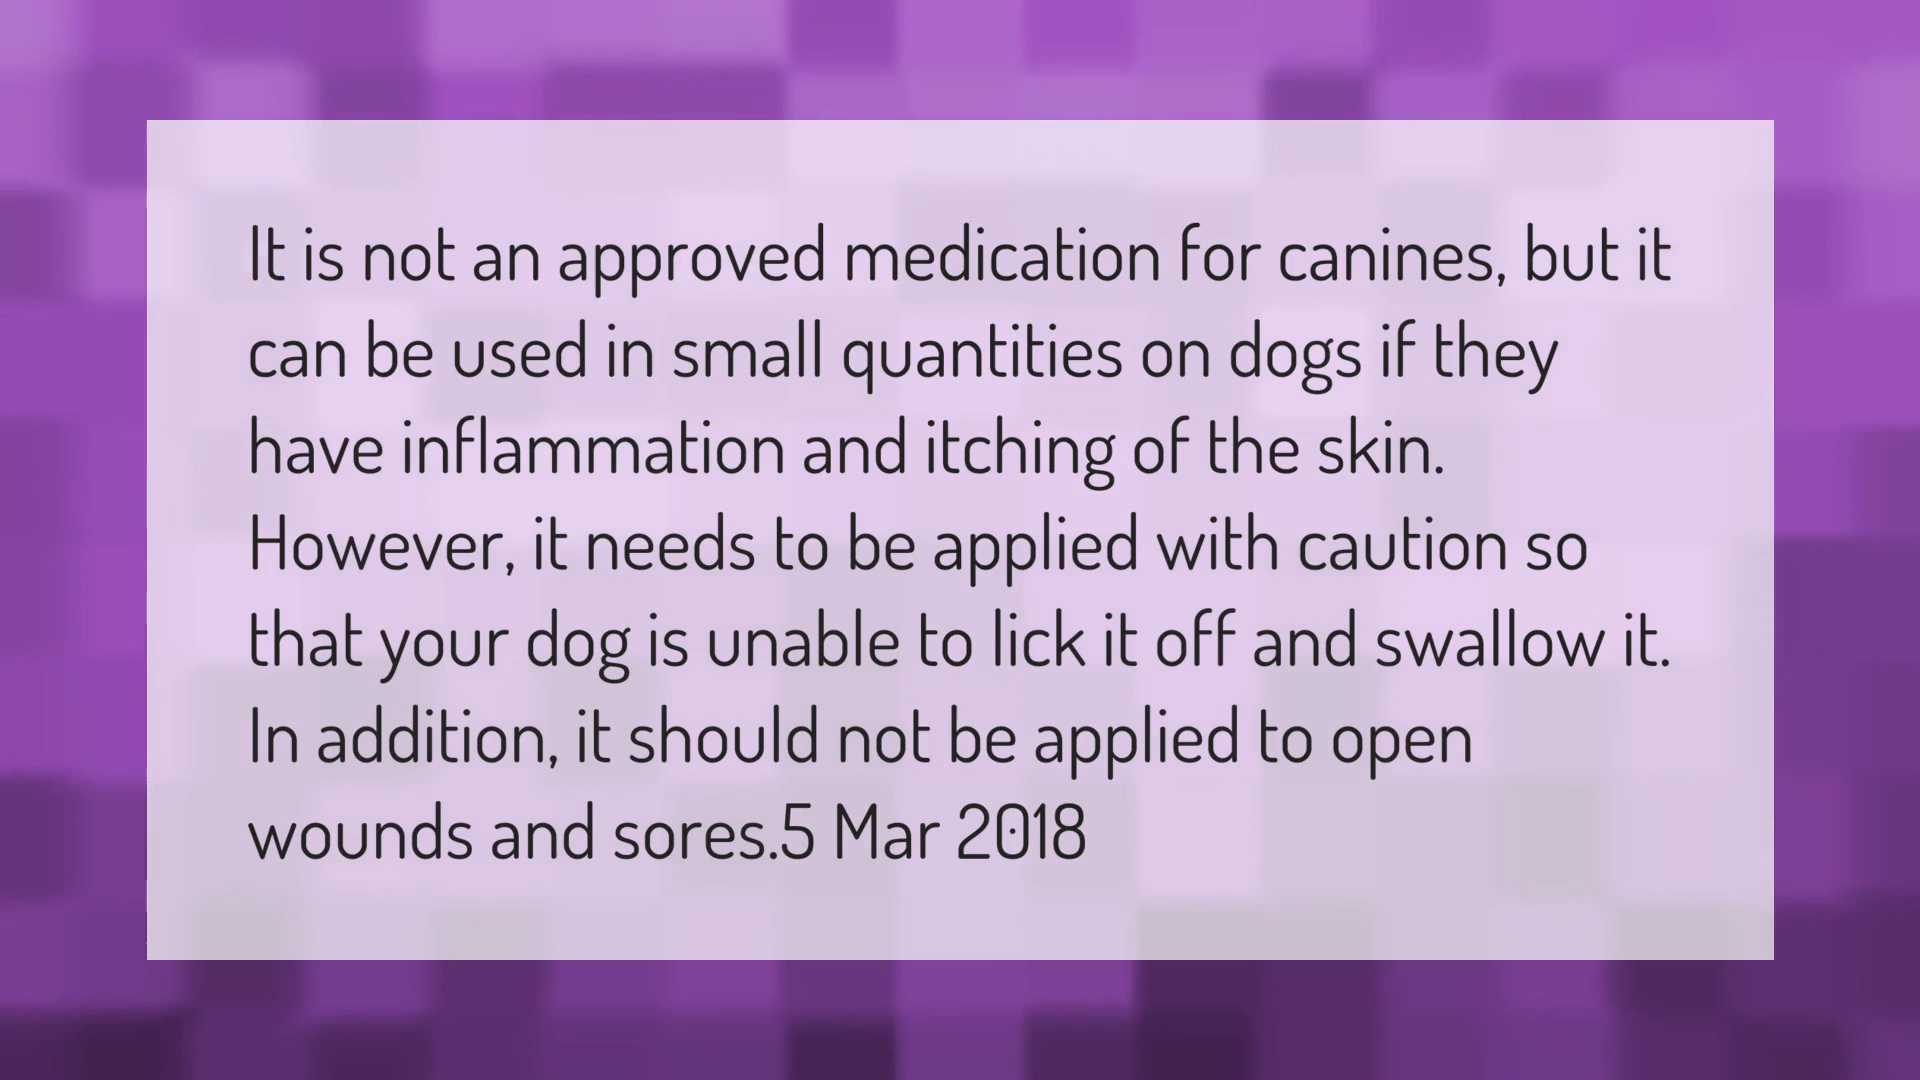 It is not an approved medication for canines, but it
can be used in small quantities on dogs if they
have inflammation and itching of the skin.
However, it needs to be applied with caution so
that your dog is unable to lick it off and swallow it.
In addition, it should not be applied to open
wounds and sores.5 Mar 2018